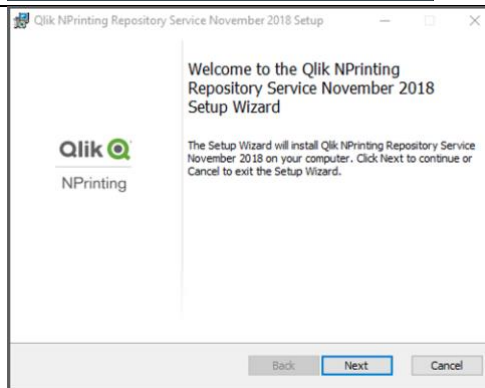 Qlik NPrinting Repository Service November 2018 Setup
Welcome to the Qlik NPrinting
Repository Service November 2018
Setup Wizard
The Setup Wizard will install Qlik NPrinting Repository Service
November 2018 on your computer. Click Next to continue or
Cancel to exit the Setup Wizard.
Qlik
NPrinting
Back Next Cancel